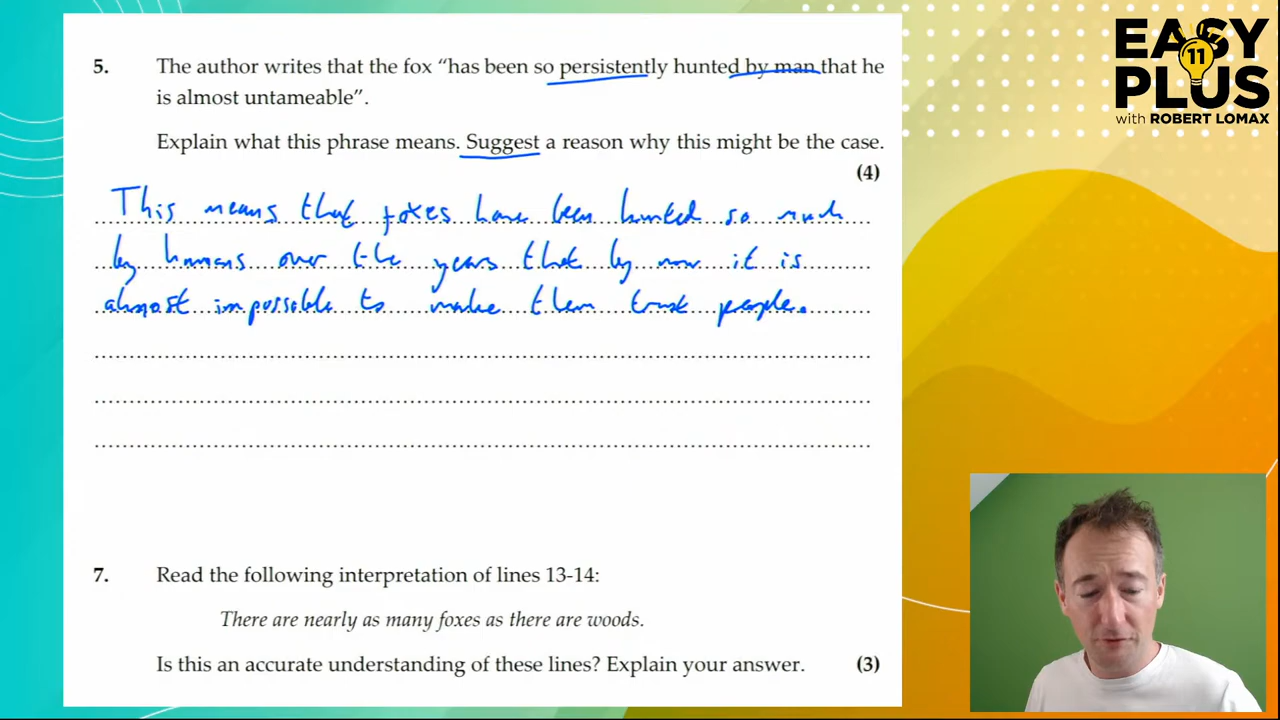 EASY
11
PLUS
with ROBERT LOMAX
5. The author writes that the fox “has been so persistently hunted by man that he
is almost untameable”.
Explain what this phrase means. Suggest a reason why this might be the case.
(4)
This means that foxes have been hunted so much
by humans over the years that by now it is
almost impossible to make them trust people.
7. Read the following interpretation of lines 13-14:
There are nearly as many foxes as there are woods.
Is this an accurate understanding of these lines? Explain your answer. (3)